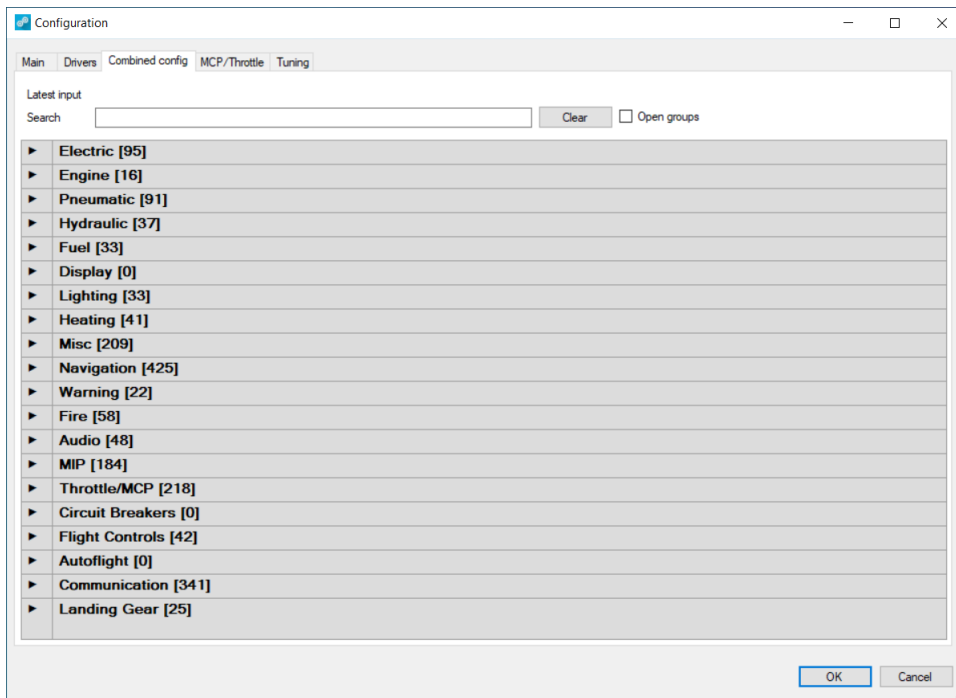 Configuration
Main Drivers Combined config MCP/Throttle Tuning
Latest input
Search Clear Open groups
Electric [95]
Engine [16]
Pneumatic [91]
Hydraulic [37]
Fuel [33]
Display [0]
Lighting [33]
Heating [41]
Misc [209]
Navigation [425]
Warning [22]
Fire [58]
Audio [48]
MIP [184]
Throttle/MCP [218]
Circuit Breakers [0]
Flight Controls [42]
Autoflight [0]
Communication [341]
Landing Gear [25]
OK Cancel